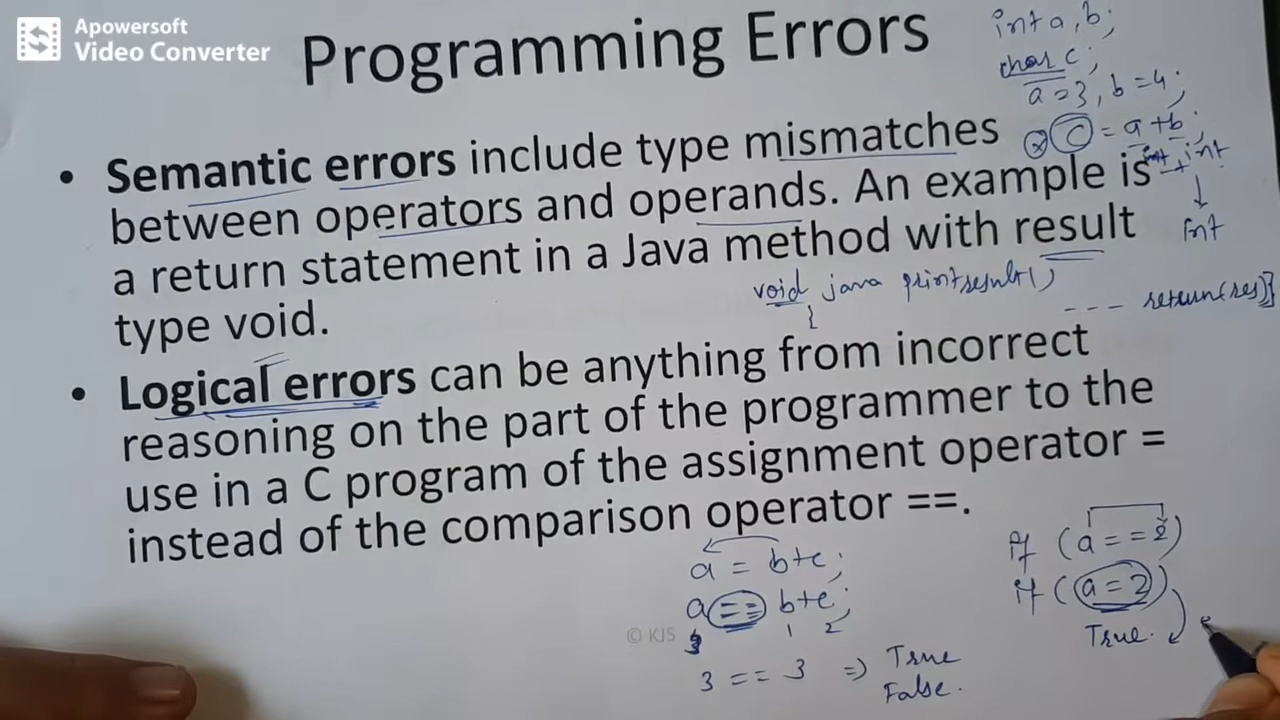 Apowersoft
Video Converter
Programming Errors
int a, b;
char c;
a = 3, b = 4;
• Semantic errors include type mismatches
c = a + b;
between operators and operands. An example is
int + int
a return statement in a Java method with result
int
type void.
void java printresult()
{
--- return(res)}
• Logical errors can be anything from incorrect
reasoning on the part of the programmer to the
use in a C program of the assignment operator =
instead of the comparison operator ==.
a = b+c;
a == b+c;
3 1 2
3 == 3 => True
False.
if (a == 2)
if (a = 2)
True.
© KJS